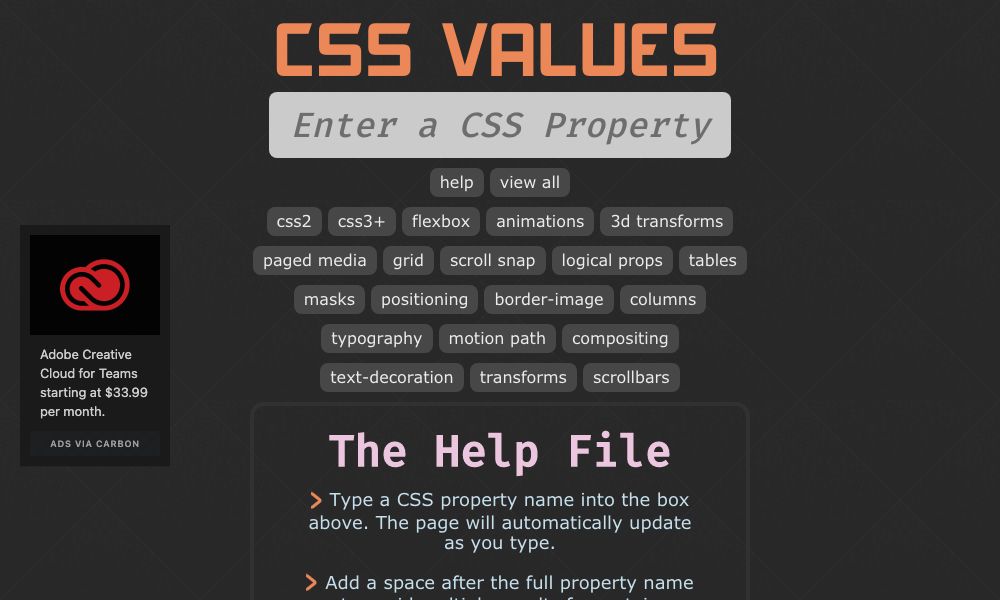 CSS VALUES
Enter a CSS Property
help view all
css2 css3+ flexbox animations 3d transforms
paged media grid scroll snap logical props tables
masks positioning border-image columns
typography motion path compositing
text-decoration transforms scrollbars
Adobe Creative
Cloud for Teams
starting at $33.99
per month.
ADS VIA CARBON
The Help File
Type a CSS property name into the box
above. The page will automatically update
as you type.
Add a space after the full property name